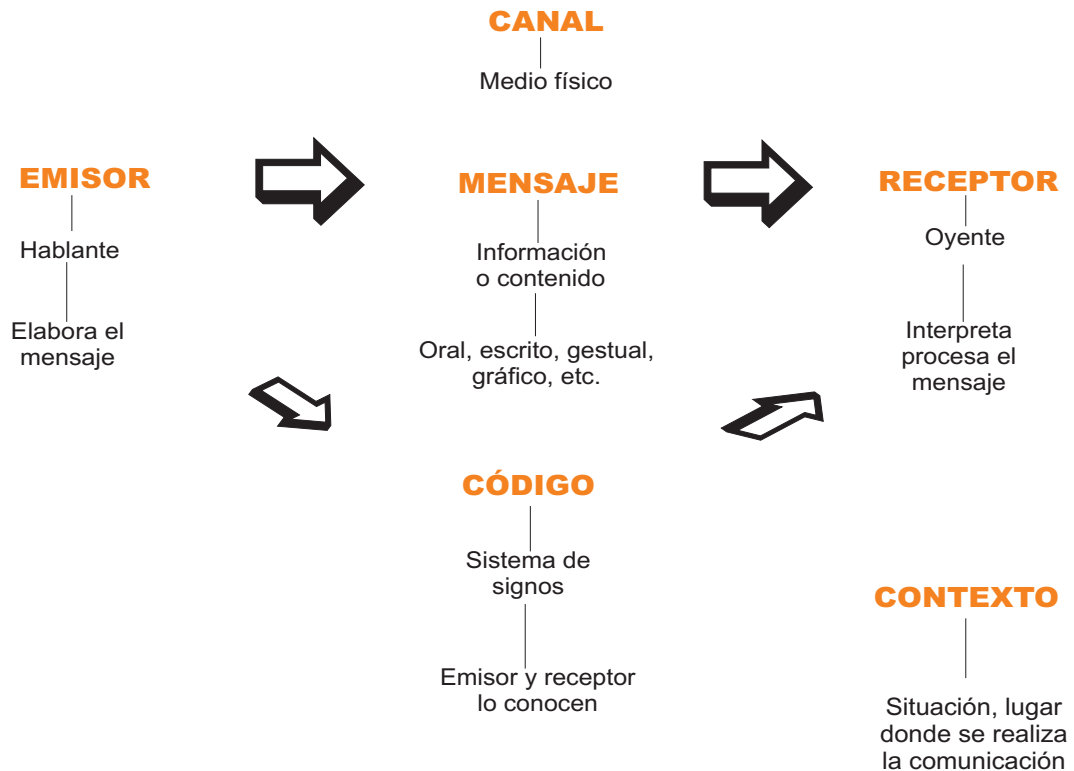 CANAL
Medio físico
EMISOR
Hablante
Elabora el
mensaje
MENSAJE
Información
o contenido
Oral, escrito, gestual,
gráfico, etc.
RECEPTOR
Oyente
Interpreta
procesa el
mensaje
CÓDIGO
Sistema de
signos
Emisor y receptor
lo conocen
CONTEXTO
Situación, lugar
donde se realiza
la comunicación